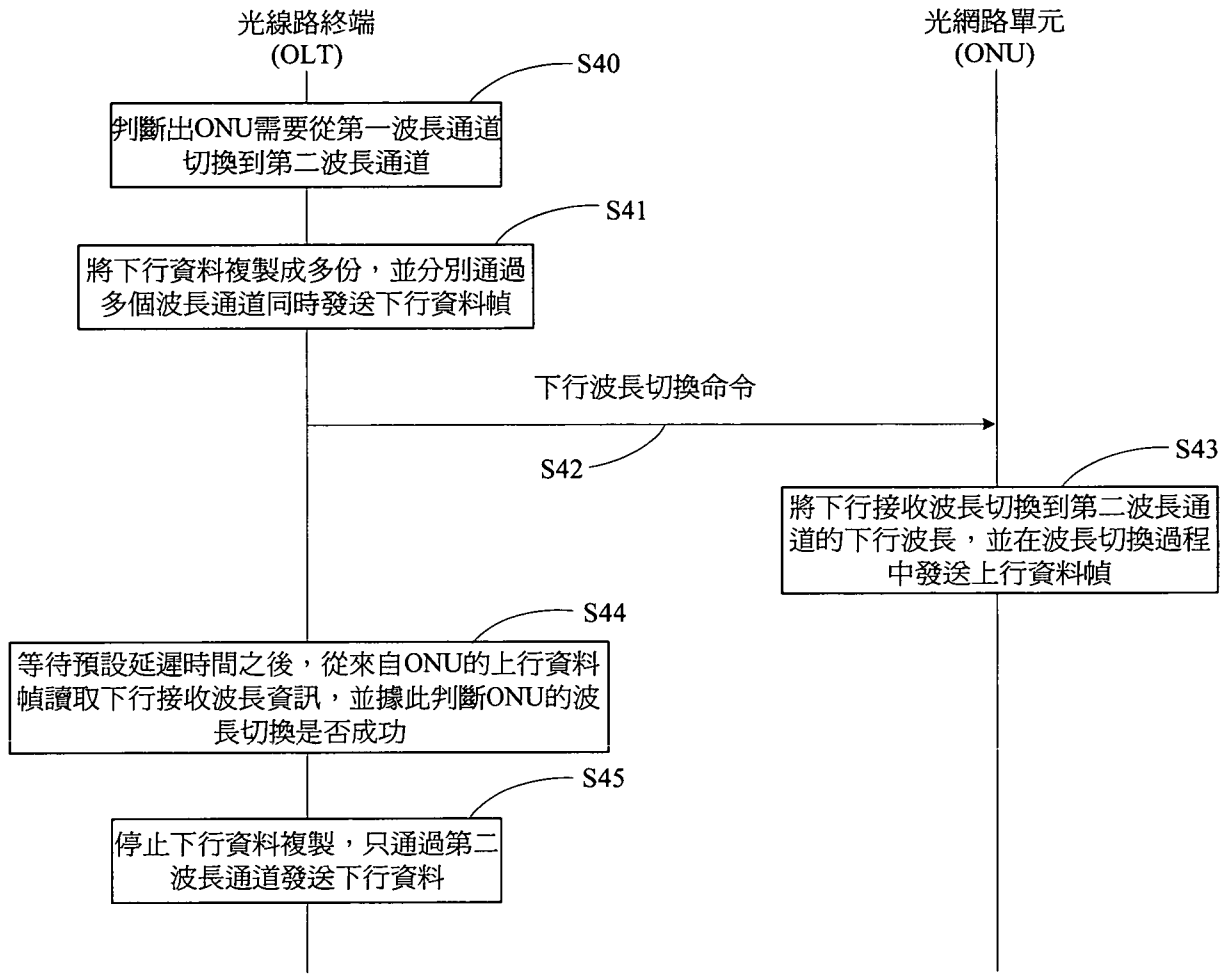 光線路終端
(OLT)
光網路單元
(ONU)
S40
判斷出ONU需要從第一波長通道
切換到第二波長通道
S41
將下行資料複製成多份，並分別通過
多個波長通道同時發送下行資料幀
下行波長切換命令
S42
S43
將下行接收波長切換到第二波長通
道的下行波長，並在波長切換過程
中發送上行資料幀
S44
等待預設延遲時間之後，從來自ONU的上行資料
幀讀取下行接收波長資訊，並據此判斷ONU的波
長切換是否成功
S45
停止下行資料複製，只通過第二
波長通道發送下行資料